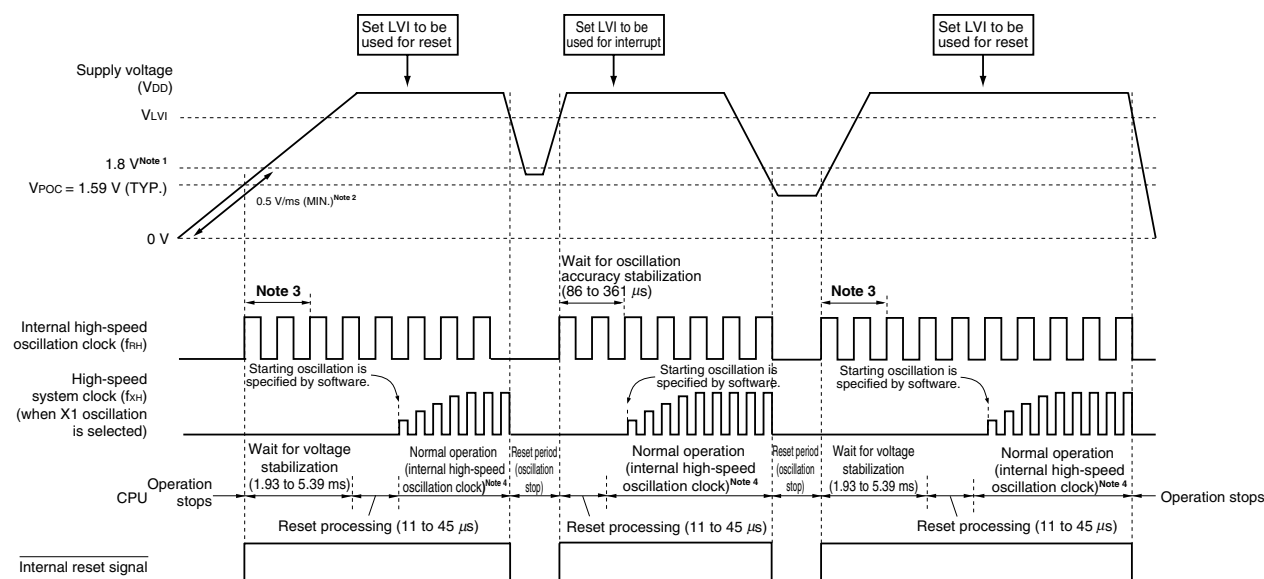 Set LVI to be
used for reset
Set LVI to be
used for interrupt
Set LVI to be
used for reset
Supply voltage
(VDD)
VLVI
1.8 V Note 1
VPOC = 1.59 V (TYP.)
0.5 V/ms (MIN.) Note 2
0 V
Wait for oscillation
accuracy stabilization
(86 to 361 μs)
Note 3
Note 3
Internal high-speed
oscillation clock (fRH)
Starting oscillation is
specified by software.
Starting oscillation is
specified by software.
Starting oscillation is
specified by software.
High-speed
system clock (fXH)
(when X1 oscillation
is selected)
Wait for voltage
stabilization
(1.93 to 5.39 ms)
Normal operation
(internal high-speed
oscillation clock) Note 4
Reset period
(oscillation
stop)
Normal operation
(internal high-speed
oscillation clock) Note 4
Reset period
(oscillation
stop)
Wait for voltage
stabilization
(1.93 to 5.39 ms)
Normal operation
(internal high-speed
oscillation clock) Note 4
CPU
Operation
stops
Operation stops
Reset processing (11 to 45 μs)
Reset processing (11 to 45 μs)
Reset processing (11 to 45 μs)
Internal reset signal